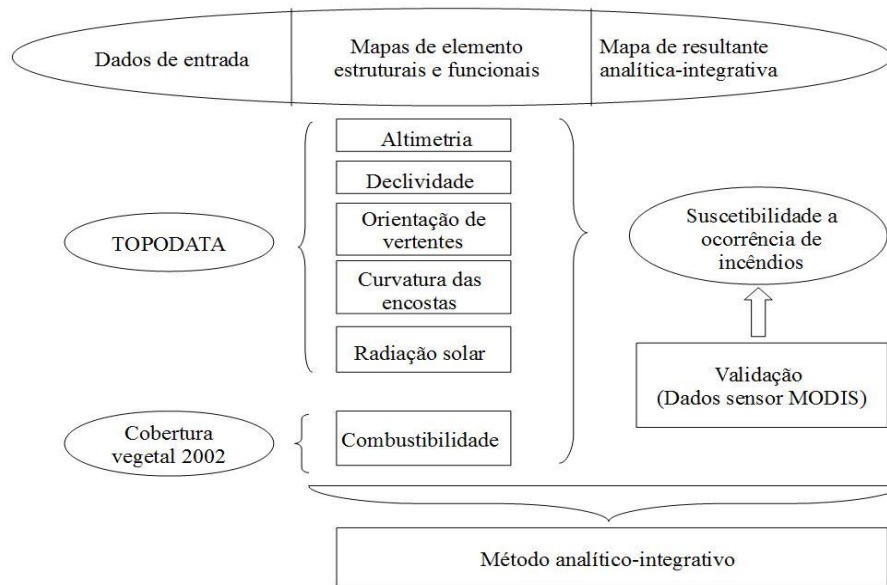 Dados de entrada
Mapas de elemento
estruturais e funcionais
Mapa de resultante
analítica-integrativa
Altimetria
Declividade
Orientação de
vertentes
Curvatura das
encostas
Radiação solar
TOPODATA
Suscetibilidade a
ocorrência de
incêndios
Validação
(Dados sensor MODIS)
Cobertura
vegetal 2002
Combustibilidade
Método analítico-integrativo